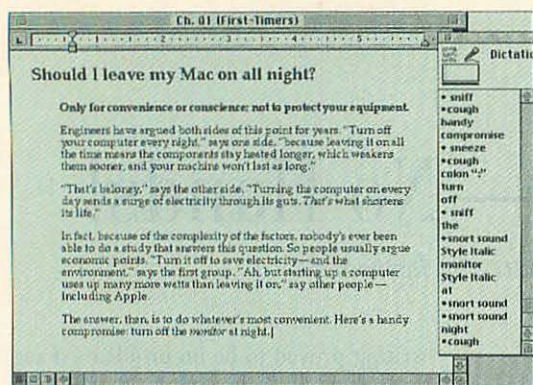 Ch. 01 (First-Timers)
1 2 3 4 5
Should I leave my Mac on all night?
Only for convenience or conscience; not to protect your equipment.
Engineers have argued both sides of this point for years. "Turn off
your computer every night," says one side, "because leaving it on all
the time means the components stay heated longer, which weakens
them sooner, and your machine won't last as long."
"That's baloney," says the other side. "Turning the computer on every
day sends a surge of electricity through its guts. That's what shortens
its life."
In fact, because of the complexity of the factors, nobody's ever been
able to do a study that answers this question. So people usually argue
economic points. "Turn it off to save electricity—and the
environment," says the first group. "Ah, but starting up a computer
uses up many more watts than leaving it on," say other people—
including Apple.
The answer, then, is to do whatever's most convenient. Here's a handy
compromise: turn off the monitor at night.
Dictatio
• sniff
•cough
handy
compromise
• sneeze
•cough
colon ":"
turn
off
• sniff
the
•snort sound
Style Italic
monitor
Style Italic
at
•snort sound
•snort sound
night
•cough